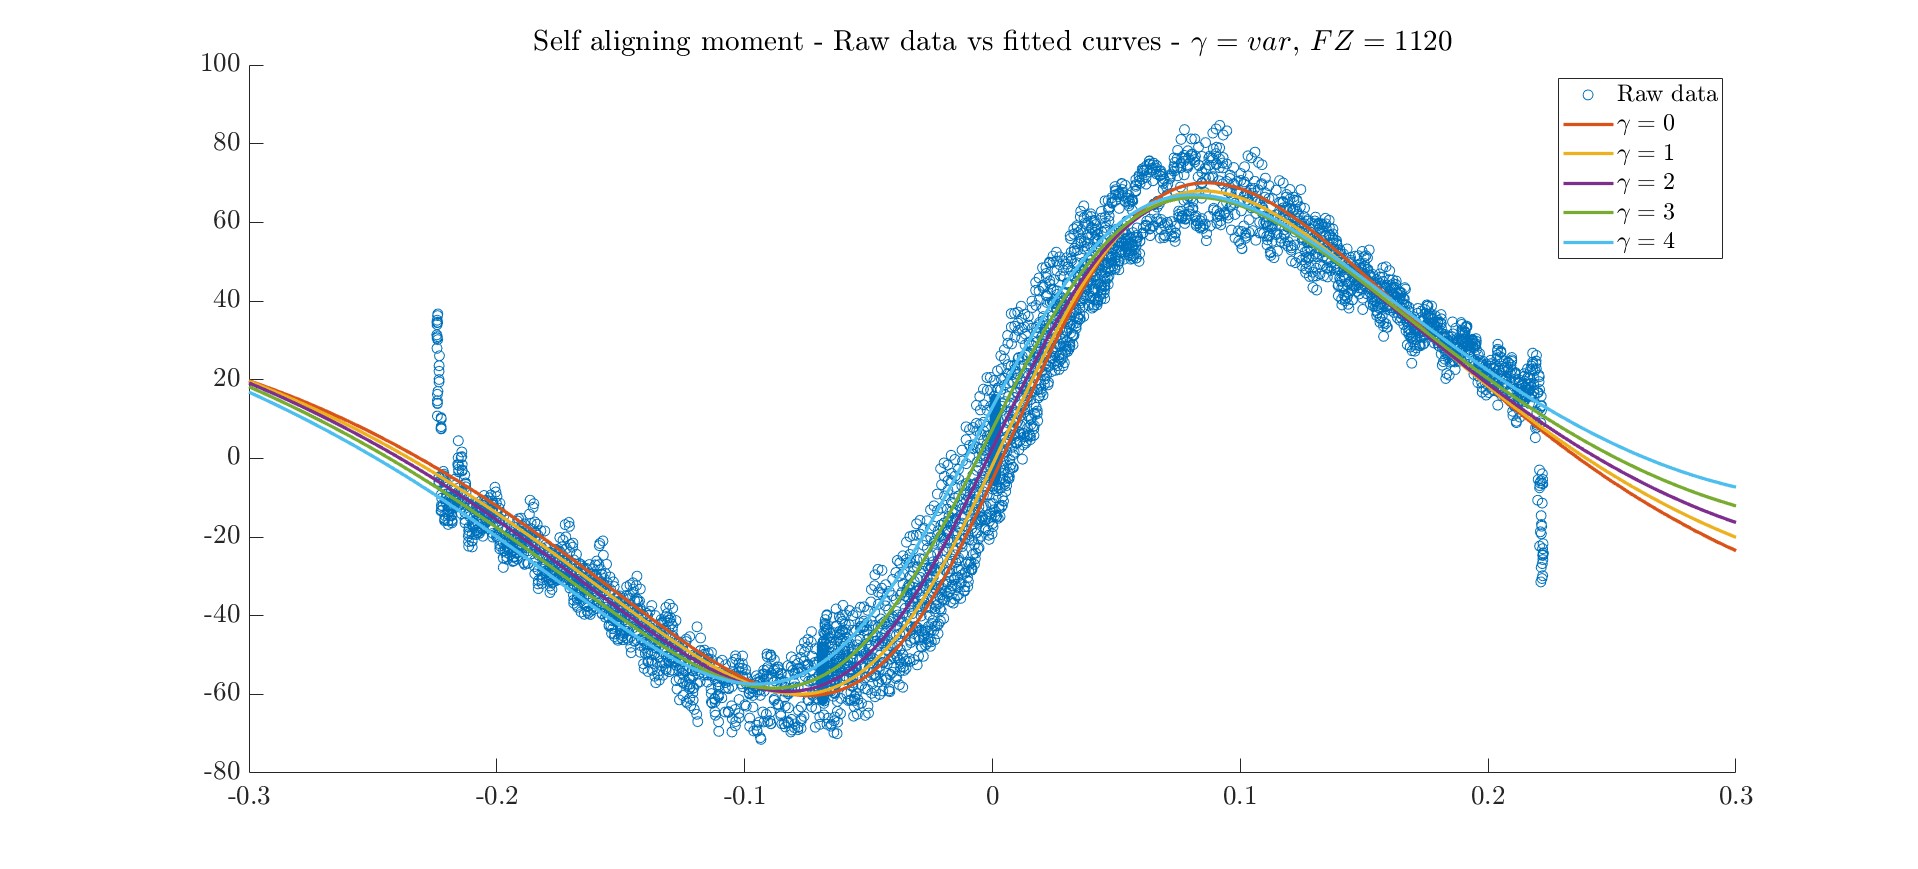 Self aligning moment - Raw data vs fitted curves - γ = var, FZ = 1120
100
80
60
40
20
0
-20
-40
-60
-80
-0.3
-0.2
-0.1
0
0.1
0.2
0.3
Raw data
γ = 0
γ = 1
γ = 2
γ = 3
γ = 4